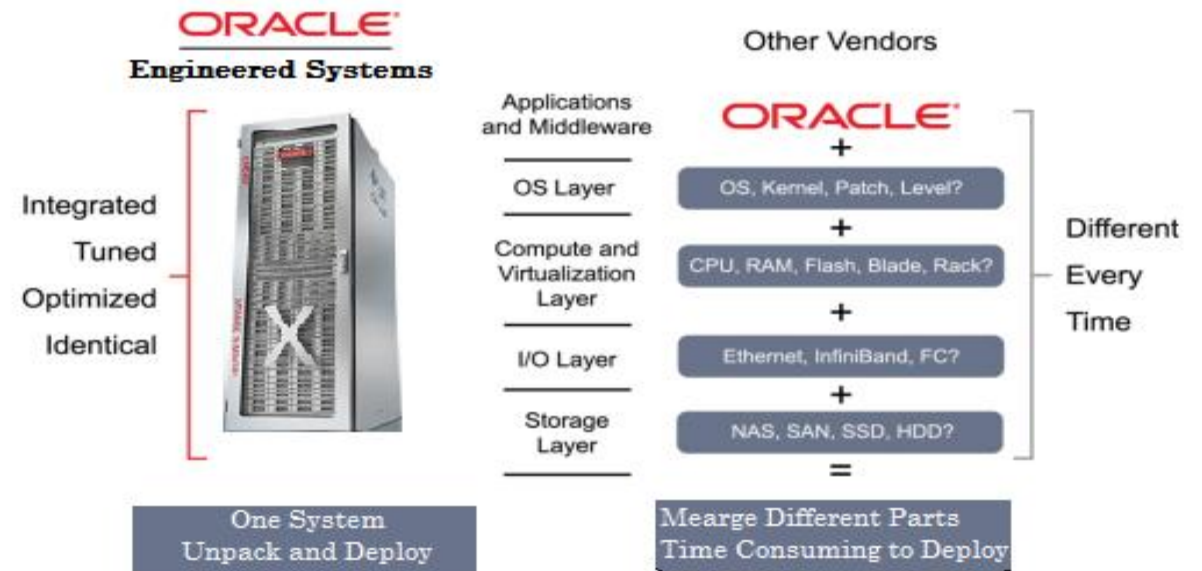 ORACLE
Engineered Systems
Integrated
Tuned
Optimized
Identical
X
One System
Unpack and Deploy
Applications
and Middleware
OS Layer
Compute and
Virtualization
Layer
I/O Layer
Storage
Layer
Other Vendors
ORACLE
+
OS, Kernel, Patch, Level?
+
CPU, RAM, Flash, Blade, Rack?
+
Ethernet, InfiniBand, FC?
+
NAS, SAN, SSD, HDD?
=
Different
Every
Time
Mearge Different Parts
Time Consuming to Deploy